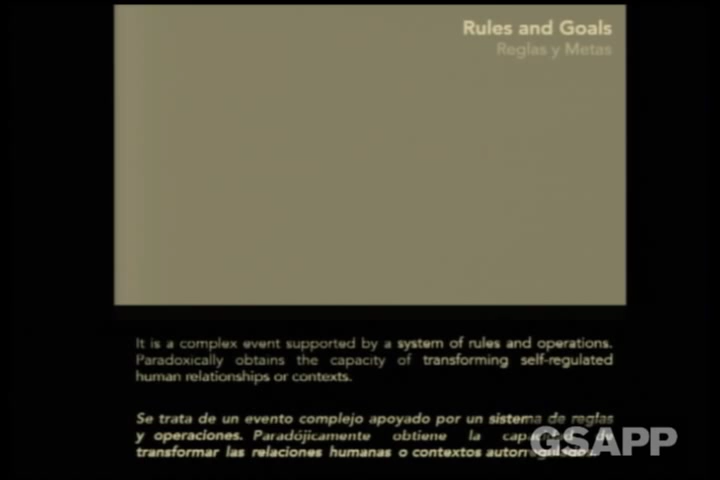 Rules and Goals
Reglas y Metas
It is a complex event supported by a system of rules and operations.
Paradoxically obtains the capacity of transforming self-regulated
human relationships or contexts.
Se trata de un evento complejo apoyado por un sistema de reglas
y operaciones. Paradójicamente obtiene la
transformar las relaciones humanas o contextos
GSAPP